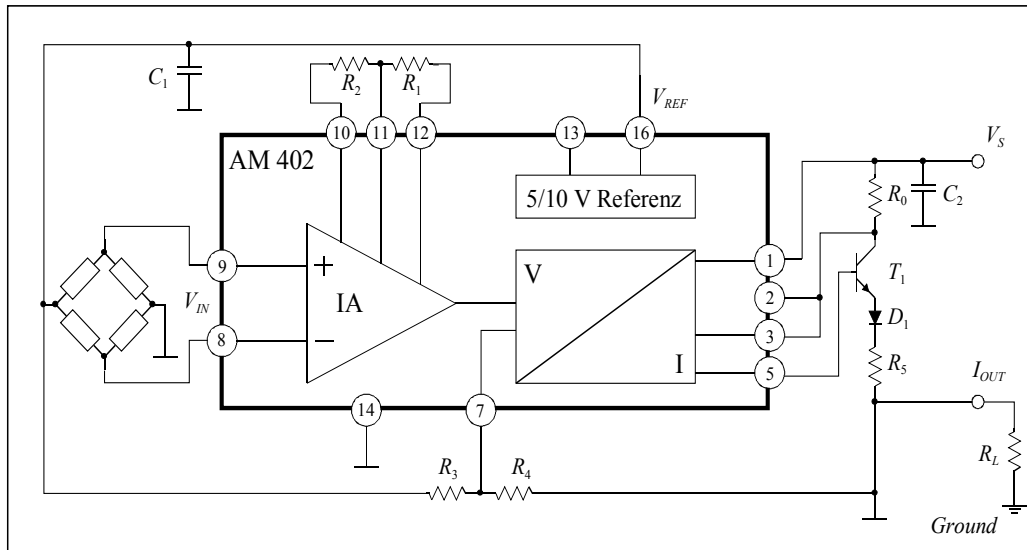 C1
R2
R1
VREF
10
11
12
13
16
AM 402
VS
5/10 V Referenz
R0
C2
1
9
+
V
T1
VIN
IA
2
D1
8
−
3
I
5
R5
IOUT
14
7
RL
R3
R4
Ground